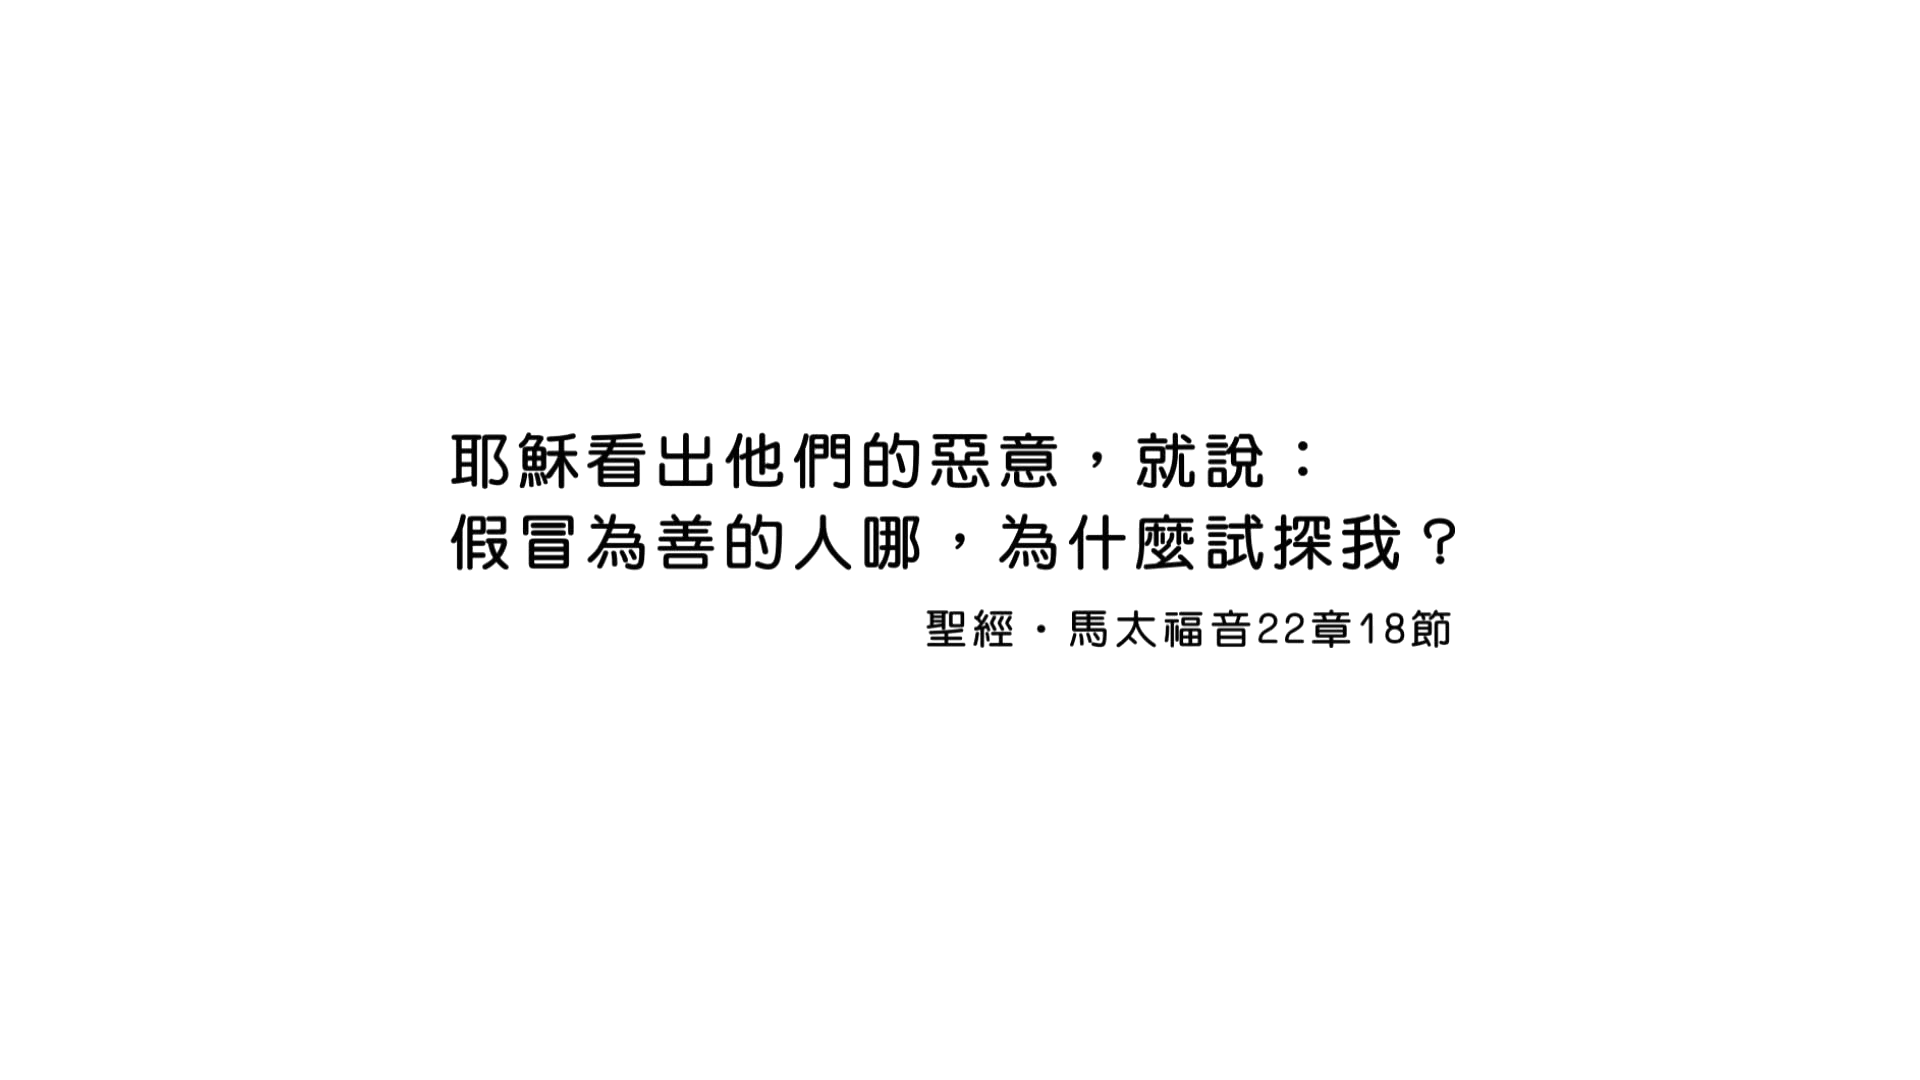 耶穌看出他們的惡意，就說：
假冒為善的人哪，為什麼試探我？
聖經・馬太福音22章18節